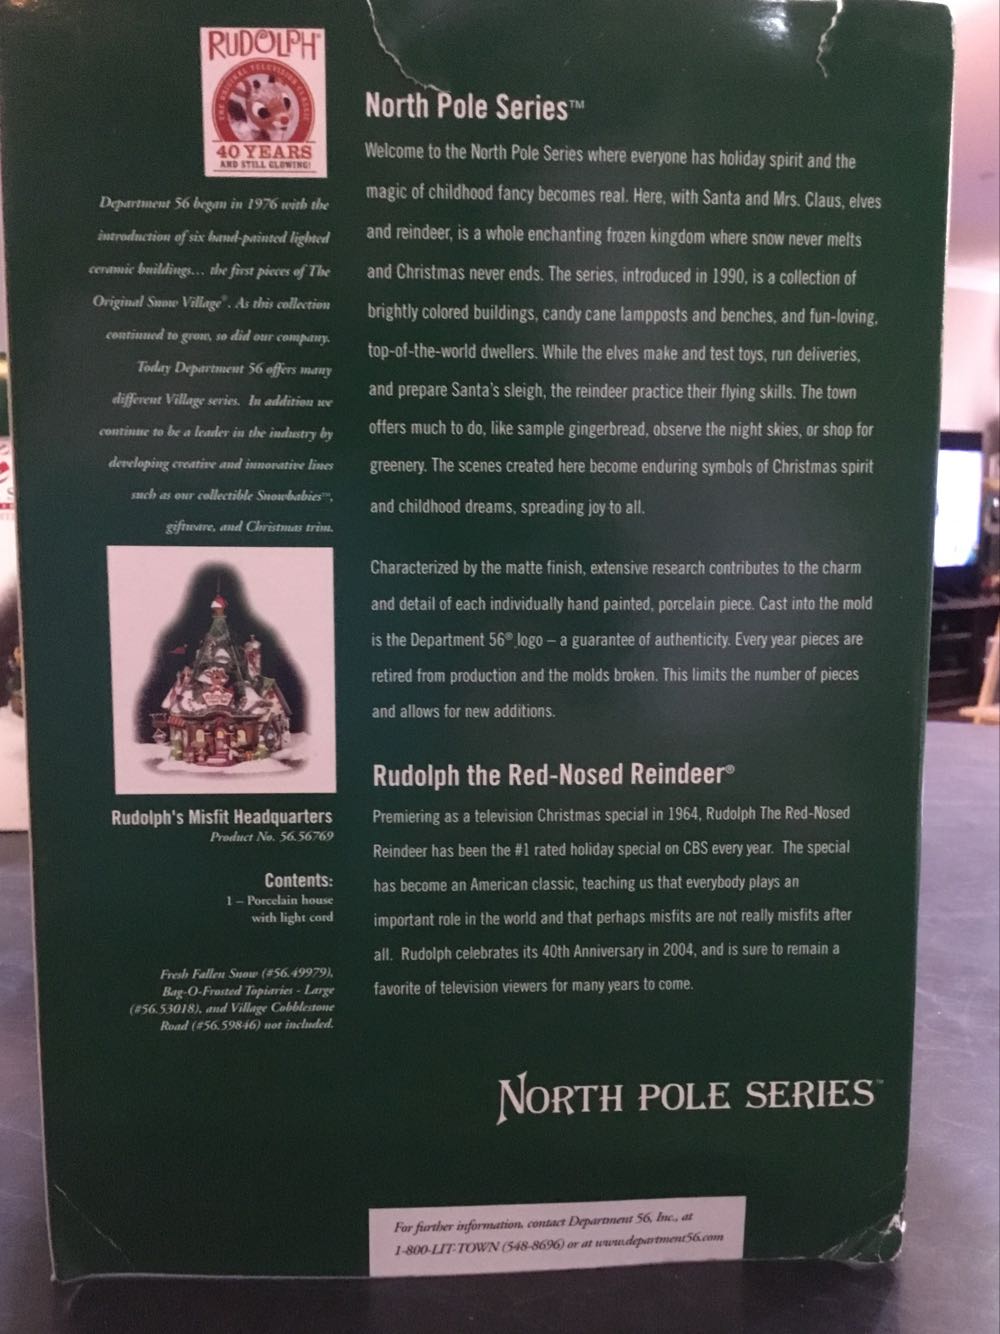 RUDOLPH®
THE ORIGINAL TELEVISION CLASSIC
40 YEARS
AND STILL GLOWING!
Department 56 began in 1976 with the
introduction of six hand-painted lighted
ceramic buildings... the first pieces of The
Original Snow Village®. As this collection
continued to grow, so did our company.
Today Department 56 offers many
different Village series. In addition we
continue to be a leader in the industry by
developing creative and innovative lines
such as our collectible Snowbabies™,
giftware, and Christmas trim.
Rudolph's Misfit Headquarters
Product No. 56.56769
Contents:
1 – Porcelain house
with light cord
Fresh Fallen Snow (#56.49979),
Bag-O-Frosted Topiaries - Large
(#56.53018), and Village Cobblestone
Road (#56.59846) not included.
North Pole Series™
Welcome to the North Pole Series where everyone has holiday spirit and the
magic of childhood fancy becomes real. Here, with Santa and Mrs. Claus, elves
and reindeer, is a whole enchanting frozen kingdom where snow never melts
and Christmas never ends. The series, introduced in 1990, is a collection of
brightly colored buildings, candy cane lampposts and benches, and fun-loving,
top-of-the-world dwellers. While the elves make and test toys, run deliveries,
and prepare Santa's sleigh, the reindeer practice their flying skills. The town
offers much to do, like sample gingerbread, observe the night skies, or shop for
greenery. The scenes created here become enduring symbols of Christmas spirit
and childhood dreams, spreading joy to all.
Characterized by the matte finish, extensive research contributes to the charm
and detail of each individually hand painted, porcelain piece. Cast into the mold
is the Department 56® logo – a guarantee of authenticity. Every year pieces are
retired from production and the molds broken. This limits the number of pieces
and allows for new additions.
Rudolph the Red-Nosed Reindeer®
Premiering as a television Christmas special in 1964, Rudolph The Red-Nosed
Reindeer has been the #1 rated holiday special on CBS every year. The special
has become an American classic, teaching us that everybody plays an
important role in the world and that perhaps misfits are not really misfits after
all. Rudolph celebrates its 40th Anniversary in 2004, and is sure to remain a
favorite of television viewers for many years to come.
NORTH POLE SERIES™
For further information, contact Department 56, Inc., at
1-800-LIT-TOWN (548-8696) or at www.department56.com